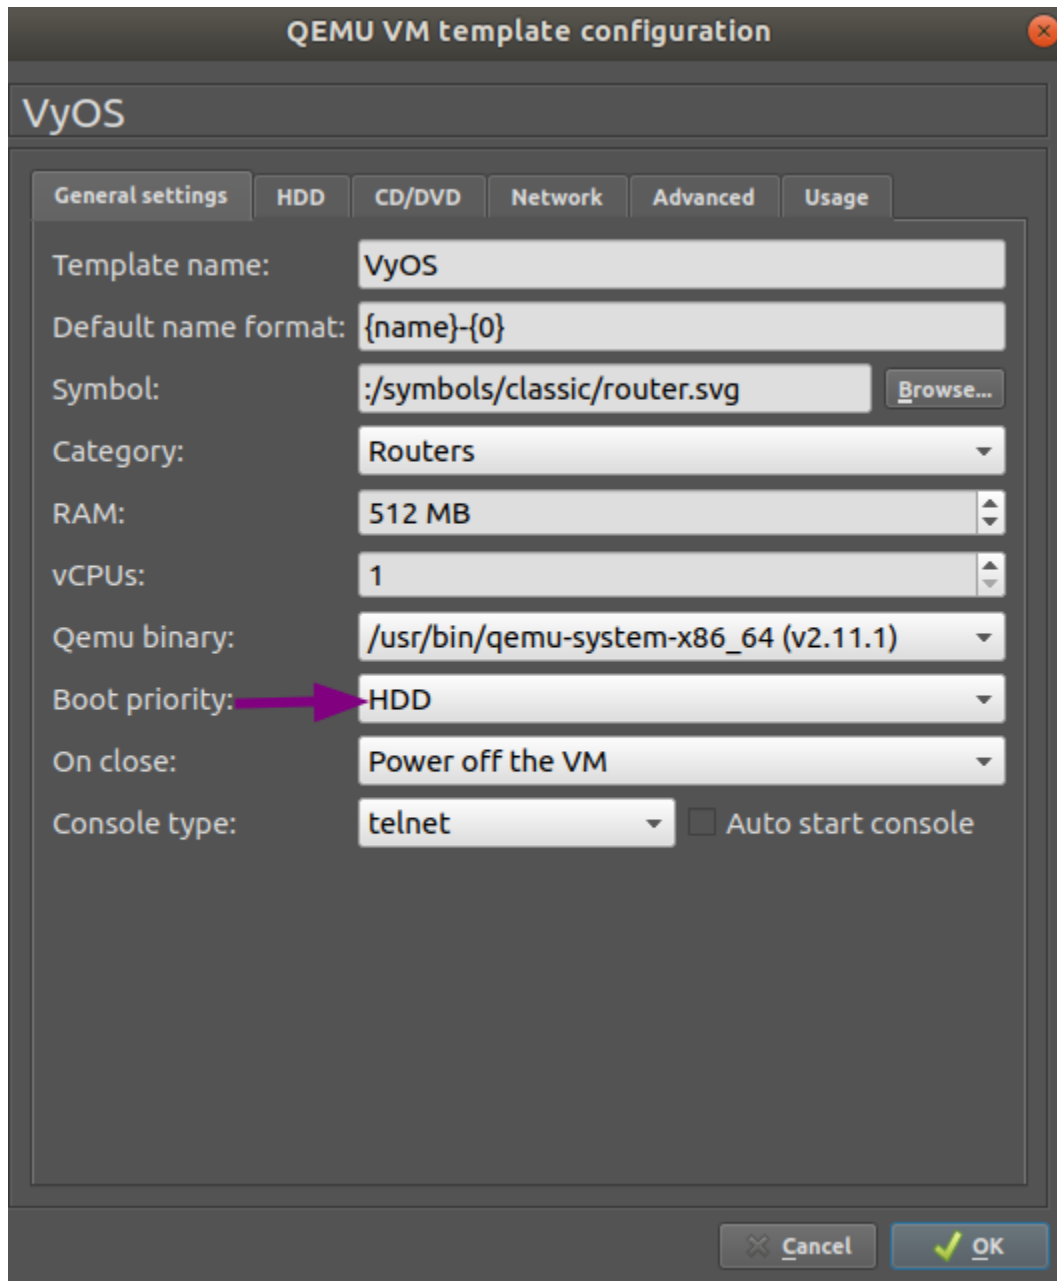 QEMU VM template configuration
VyOS
General settings HDD CD/DVD Network Advanced Usage
Template name: VyOS
Default name format: {name}-{0}
Symbol: :/symbols/classic/router.svg Browse...
Category: Routers
RAM: 512 MB
vCPUs: 1
Qemu binary: /usr/bin/qemu-system-x86_64 (v2.11.1)
Boot priority: HDD
On close: Power off the VM
Console type: telnet Auto start console
Cancel OK